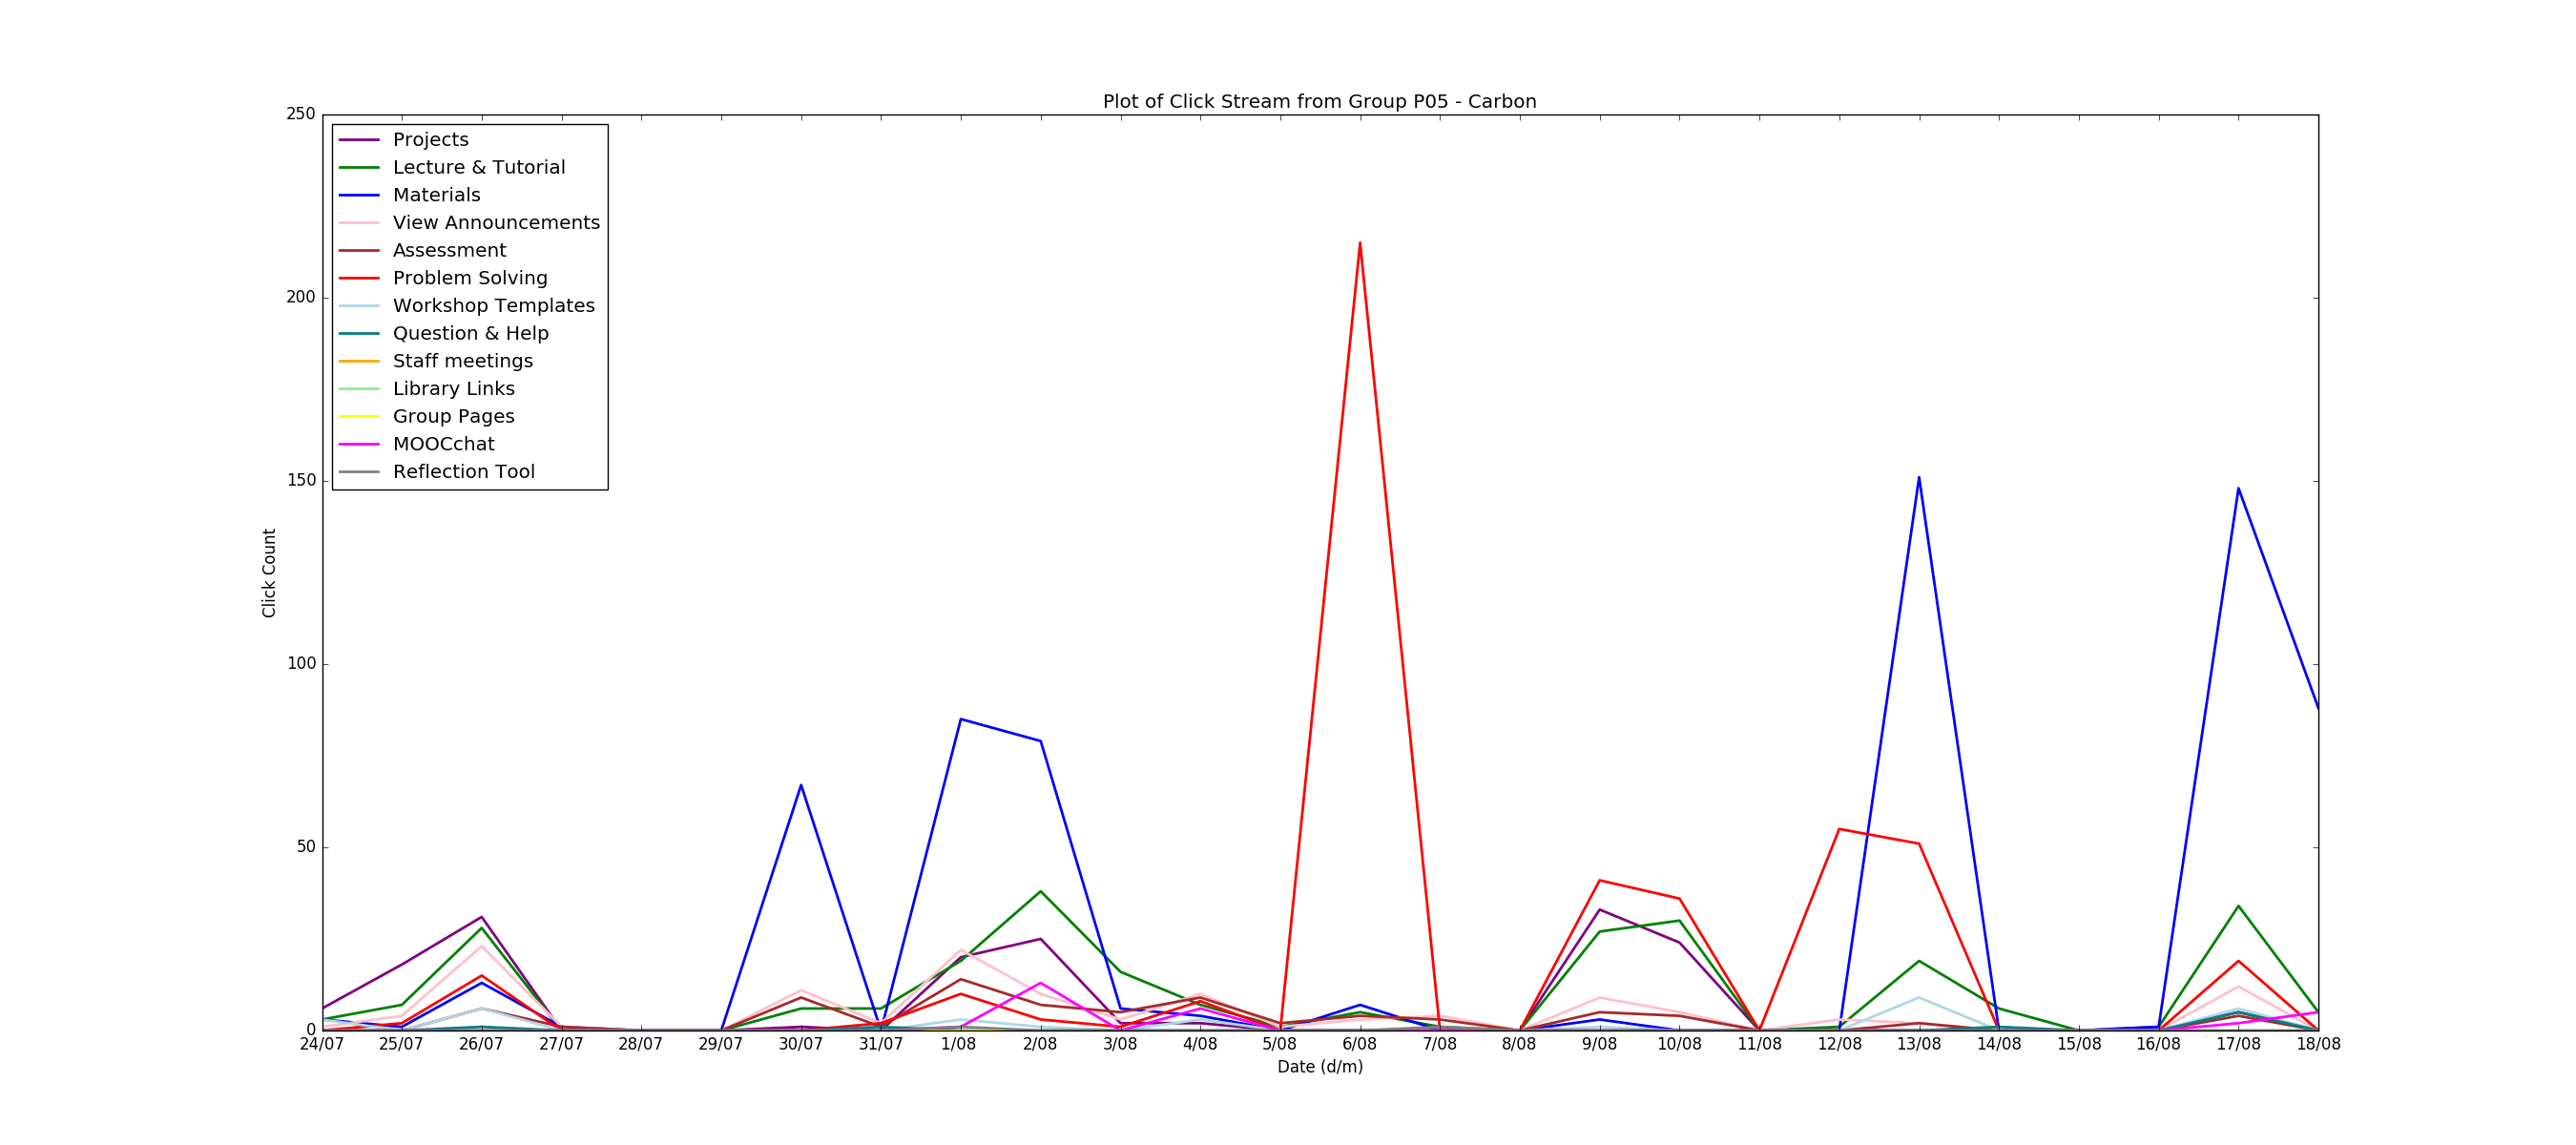 Plot of Click Stream from Group P05 - Carbon
250
200
150
100
50
0
Click Count
Projects
Lecture & Tutorial
Materials
View Announcements
Assessment
Problem Solving
Workshop Templates
Question & Help
Staff meetings
Library Links
Group Pages
MOOCchat
Reflection Tool
24/07 25/07 26/07 27/07 28/07 29/07 30/07 31/07 1/08 2/08 3/08 4/08 5/08 6/08 7/08 8/08 9/08 10/08 11/08 12/08 13/08 14/08 15/08 16/08 17/08 18/08
Date (d/m)